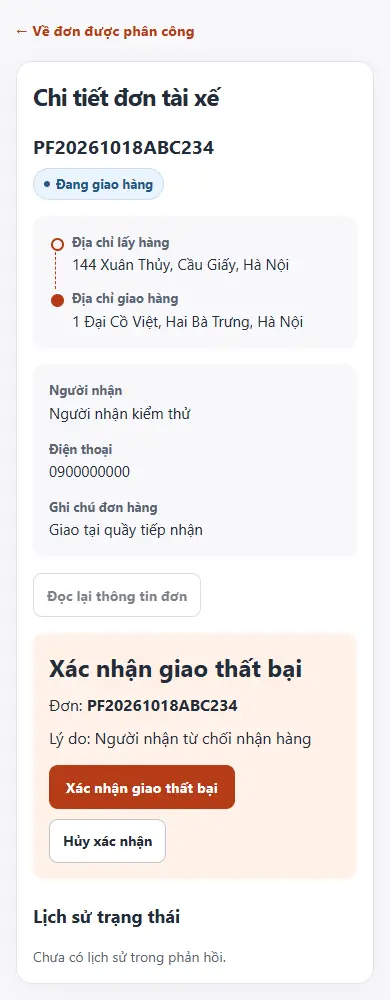 ← Về đơn được phân công
Chi tiết đơn tài xế
PF20261018ABC234
Đang giao hàng
Địa chỉ lấy hàng
144 Xuân Thủy, Cầu Giấy, Hà Nội
Địa chỉ giao hàng
1 Đại Cồ Việt, Hai Bà Trưng, Hà Nội
Người nhận
Người nhận kiểm thử
Điện thoại
0900000000
Ghi chú đơn hàng
Giao tại quầy tiếp nhận
Đọc lại thông tin đơn
Xác nhận giao thất bại
Đơn: PF20261018ABC234
Lý do: Người nhận từ chối nhận hàng
Xác nhận giao thất bại
Hủy xác nhận
Lịch sử trạng thái
Chưa có lịch sử trong phản hồi.